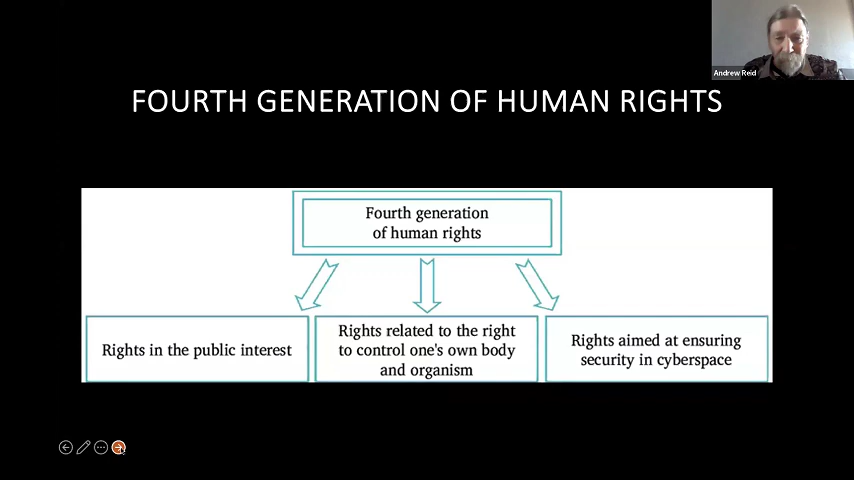 Andrew Reid
FOURTH GENERATION OF HUMAN RIGHTS
Fourth generation
of human rights
Rights in the public interest
Rights related to the right
to control one's own body
and organism
Rights aimed at ensuring
security in cyberspace